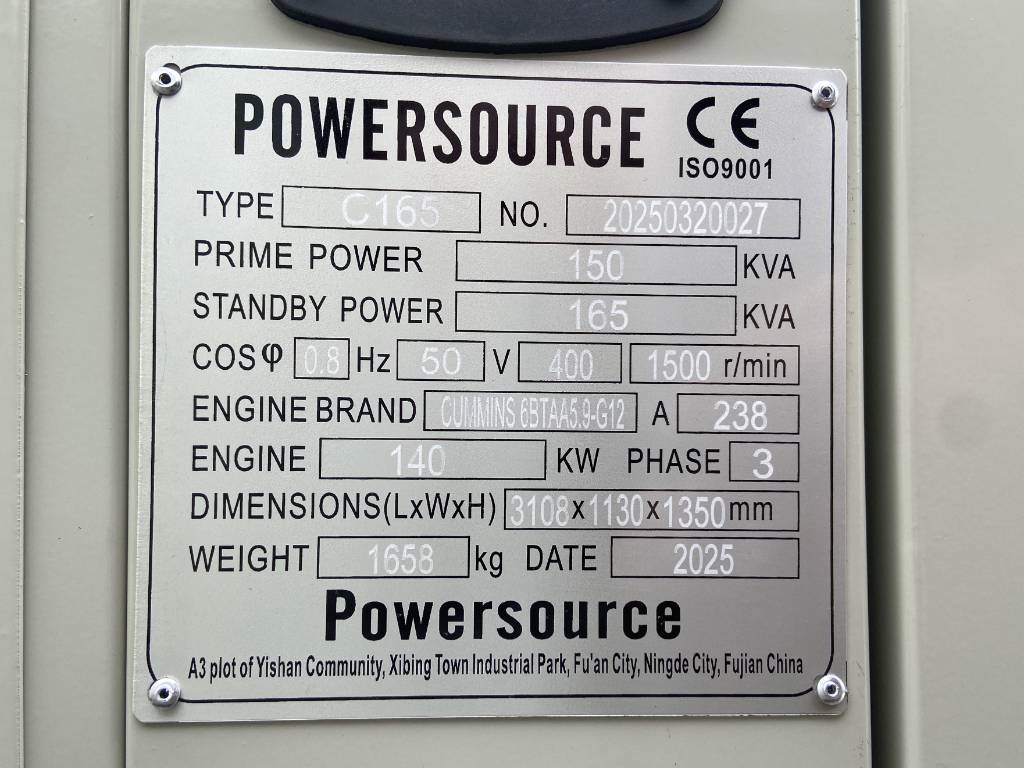 POWERSOURCE CE
ISO9001
TYPE C165 NO. 20250320027
PRIME POWER 150 KVA
STANDBY POWER 165 KVA
COSφ 0.8 Hz 50 V 400 1500 r/min
ENGINE BRAND CUMMINS 6BTAA5.9-G12 A 238
ENGINE 140 KW PHASE 3
DIMENSIONS(LxWxH) 3108x1130x1350mm
WEIGHT 1658 kg DATE 2025
Powersource
A3 plot of Yishan Community, Xibing Town Industrial Park, Fu'an City, Ningde City, Fujian China